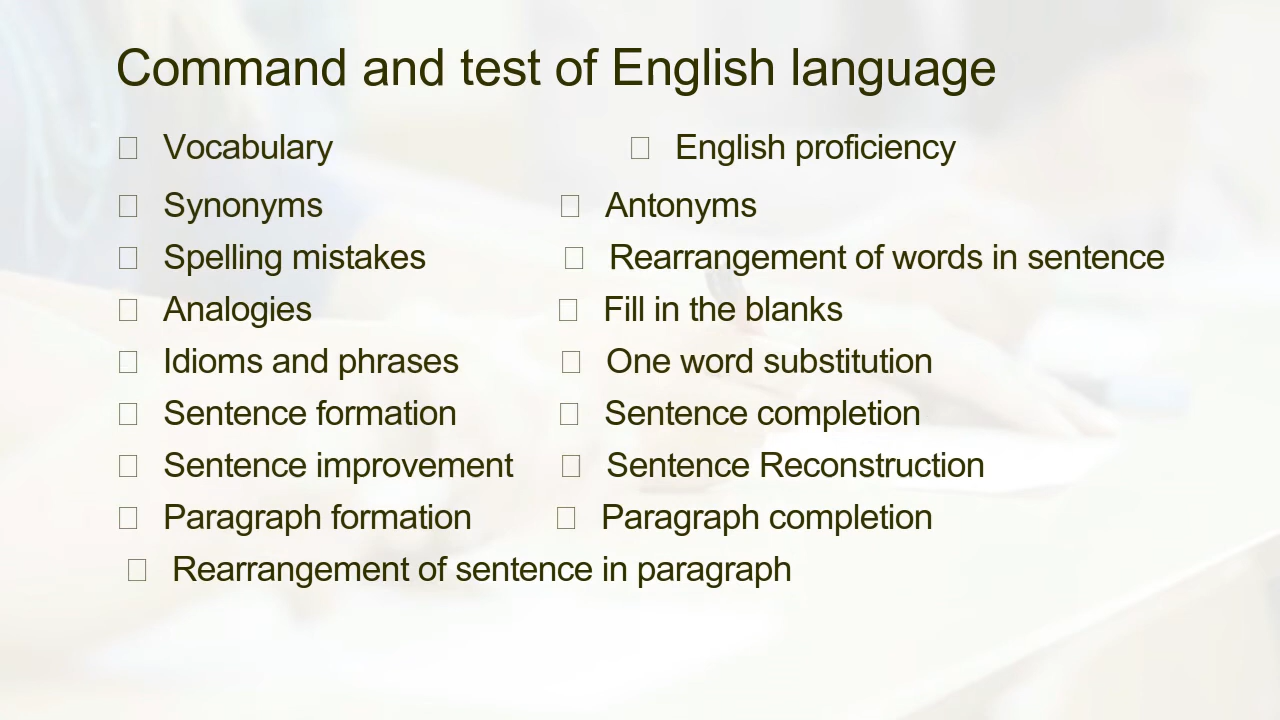 Command and test of English language
Vocabulary English proficiency
Synonyms Antonyms
Spelling mistakes Rearrangement of words in sentence
Analogies Fill in the blanks
Idioms and phrases One word substitution
Sentence formation Sentence completion
Sentence improvement Sentence Reconstruction
Paragraph formation Paragraph completion
Rearrangement of sentence in paragraph